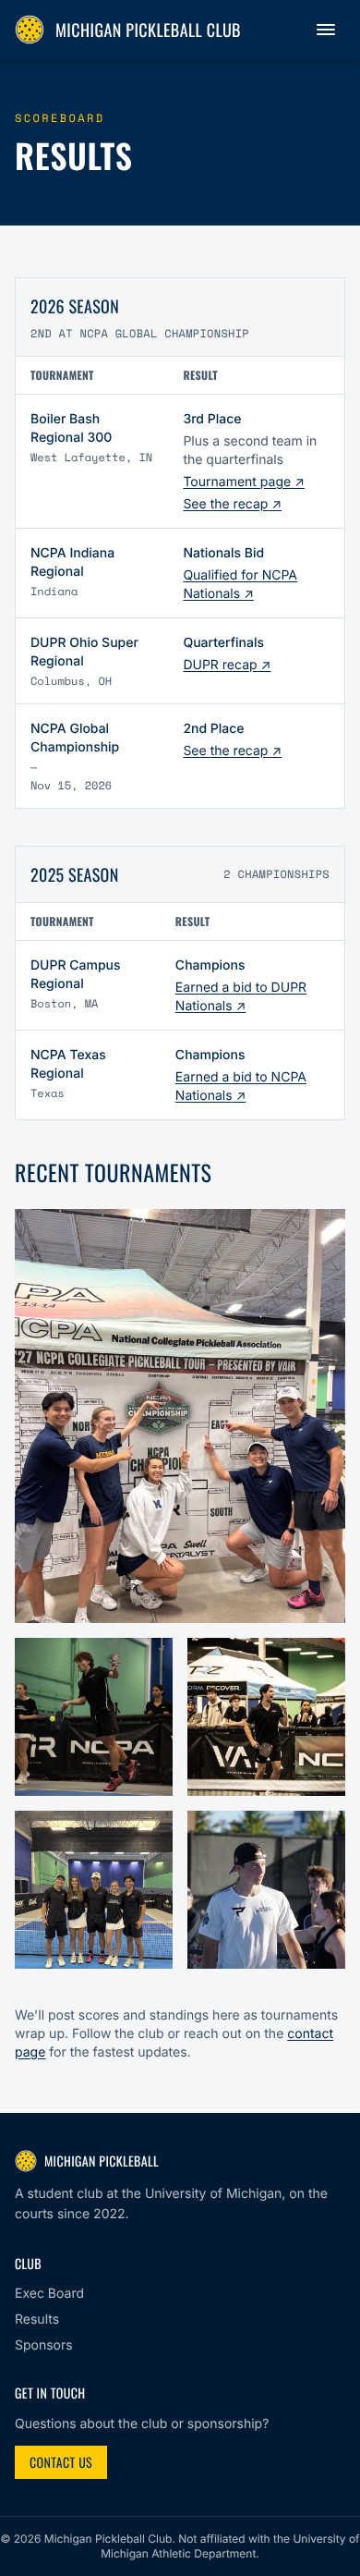 MICHIGAN PICKLEBALL CLUB
SCOREBOARD
RESULTS
2026 SEASON
2ND AT NCPA GLOBAL CHAMPIONSHIP
TOURNAMENT RESULT
Boiler Bash
Regional 300
West Lafayette, IN
3rd Place
Plus a second team in
the quarterfinals
Tournament page ↗
See the recap ↗
NCPA Indiana
Regional
Indiana
Nationals Bid
Qualified for NCPA
Nationals ↗
DUPR Ohio Super
Regional
Columbus, OH
Quarterfinals
DUPR recap ↗
NCPA Global
Championship
—
Nov 15, 2026
2nd Place
See the recap ↗
2025 SEASON
2 CHAMPIONSHIPS
TOURNAMENT RESULT
DUPR Campus
Regional
Boston, MA
Champions
Earned a bid to DUPR
Nationals ↗
NCPA Texas
Regional
Texas
Champions
Earned a bid to NCPA
Nationals ↗
RECENT TOURNAMENTS
NCPA
National Collegiate Pickleball Association
27 NCPA COLLEGIATE PICKLEBALL TOUR – PRESENTED BY VAIR
NCPA
CHAMPIONSHIP
EAST
SOUTH
Swell
CATALYST
NCPA
We'll post scores and standings here as tournaments
wrap up. Follow the club or reach out on the contact
page for the fastest updates.
MICHIGAN PICKLEBALL
A student club at the University of Michigan, on the
courts since 2022.
CLUB
Exec Board
Results
Sponsors
GET IN TOUCH
Questions about the club or sponsorship?
CONTACT US
© 2026 Michigan Pickleball Club. Not affiliated with the University of
Michigan Athletic Department.